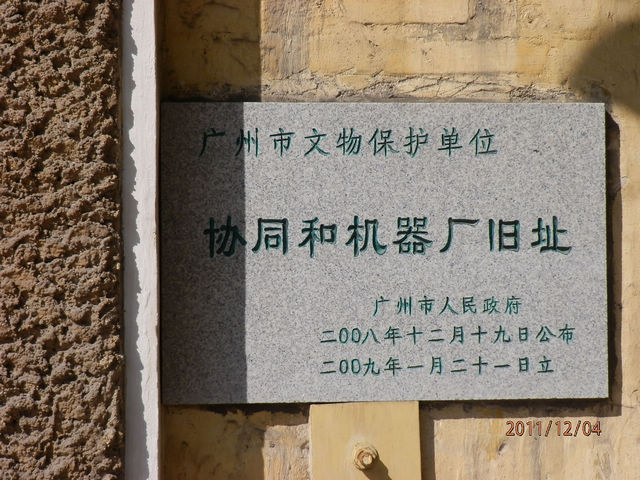 广州市文物保护单位
协同和机器厂旧址
广州市人民政府
二00八年十二月十九日公布
二00九年一月二十一日立
2011/12/04